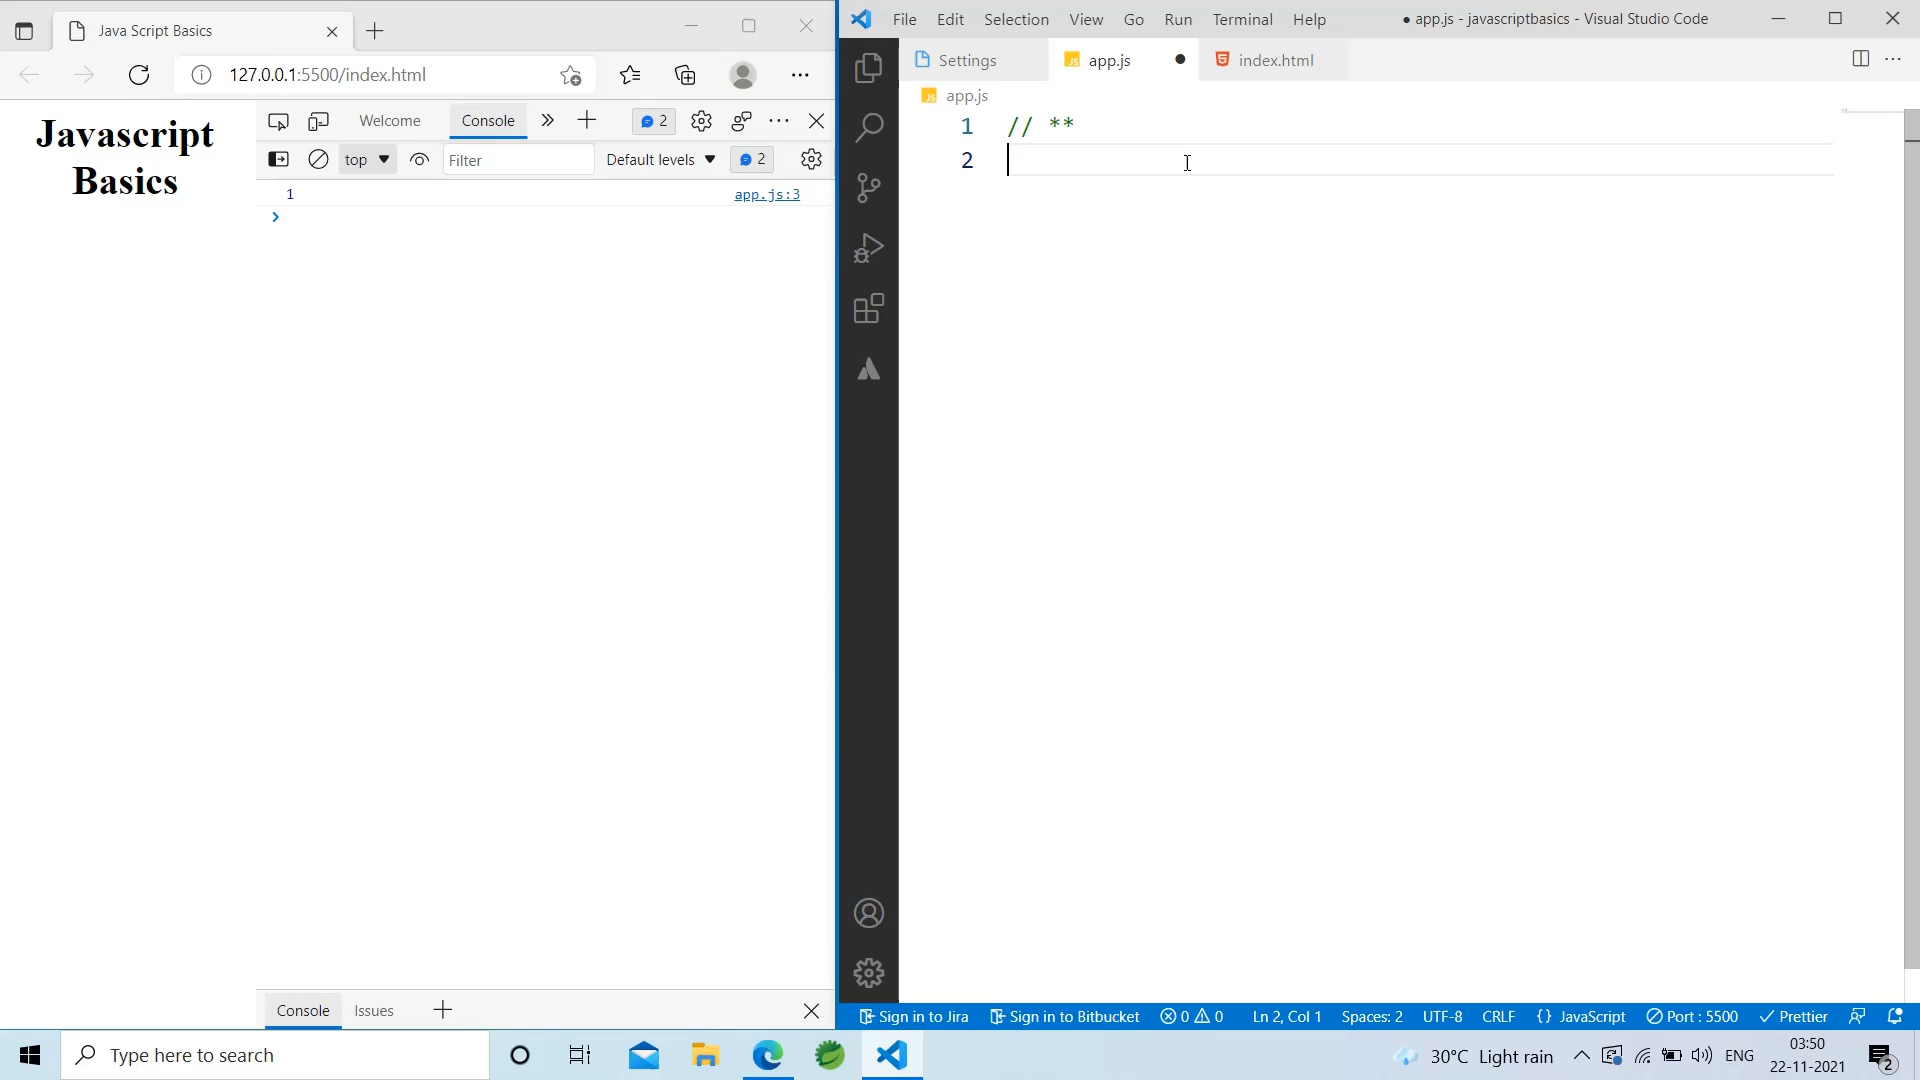 Java Script Basics
127.0.0.1:5500/index.html
Javascript
Basics
Welcome
Console
2
top
Filter
Default levels
2
1
app.js:3
Console
Issues
File Edit Selection View Go Run Terminal Help
● app.js - javascriptbasics - Visual Studio Code
Settings
app.js
index.html
app.js
1 // **
2
Sign in to Jira
Sign in to Bitbucket
0 0
Ln 2, Col 1
Spaces: 2
UTF-8
CRLF
{ } JavaScript
Port : 5500
Prettier
Type here to search
30°C Light rain
ENG
03:50
22-11-2021
2